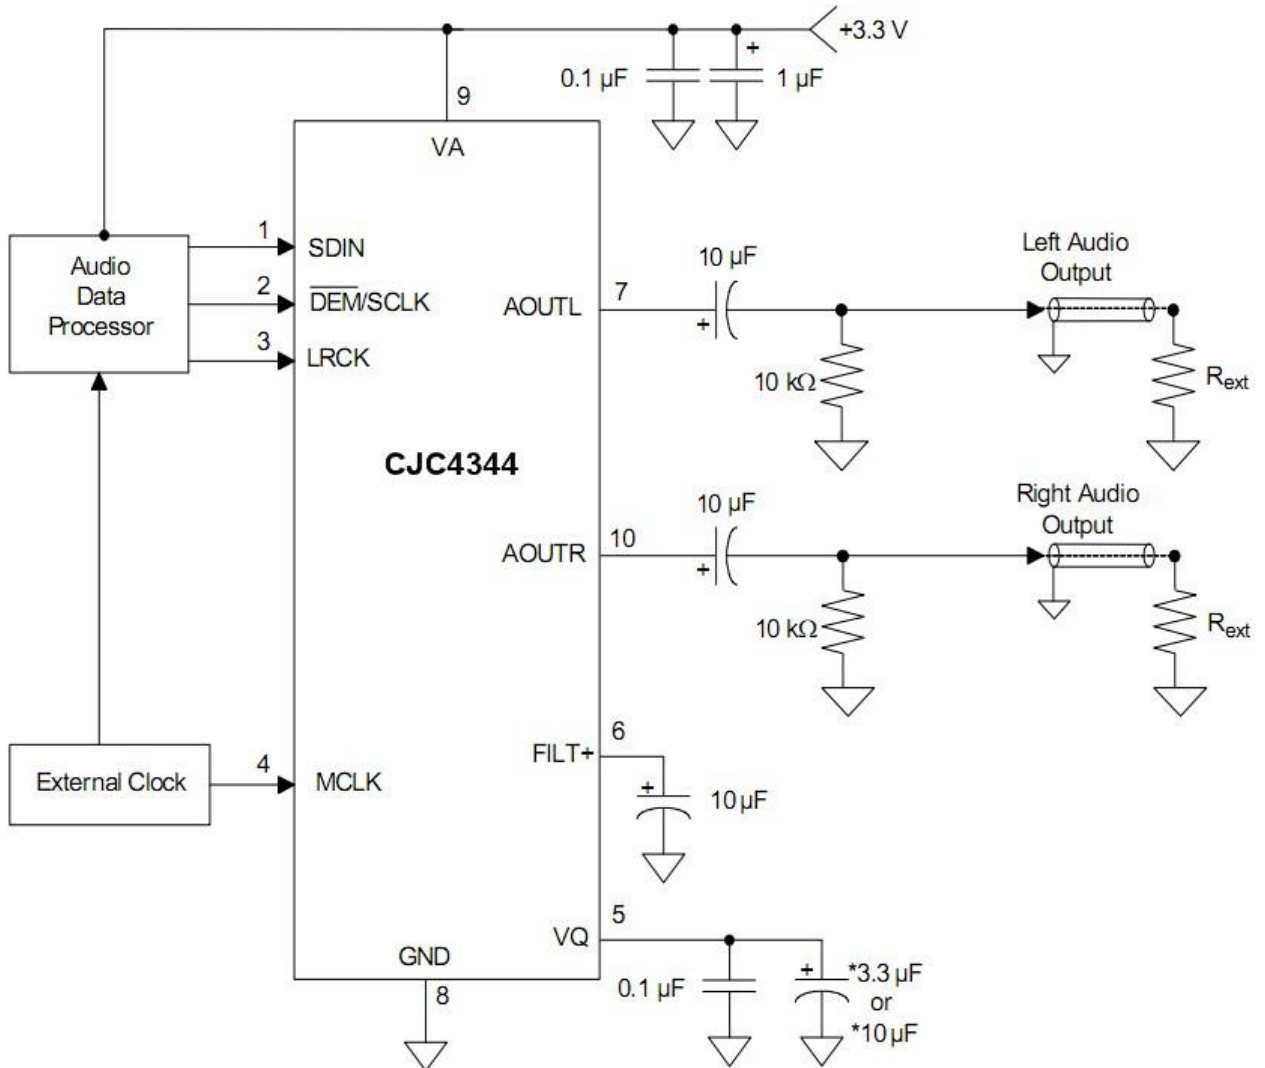 +3.3 V
+
0.1 µF
1 µF
9
VA
1
SDIN
Audio
Data
Processor
2
DEM/SCLK
3
LRCK
AOUTL
7
10 µF
+
10 kΩ
Left Audio
Output
Rext
CJC4344
AOUTR
10
10 µF
+
10 kΩ
Right Audio
Output
Rext
External Clock
4
MCLK
FILT+
6
+
10 µF
VQ
5
0.1 µF
+
*3.3 µF
or
*10 µF
GND
8